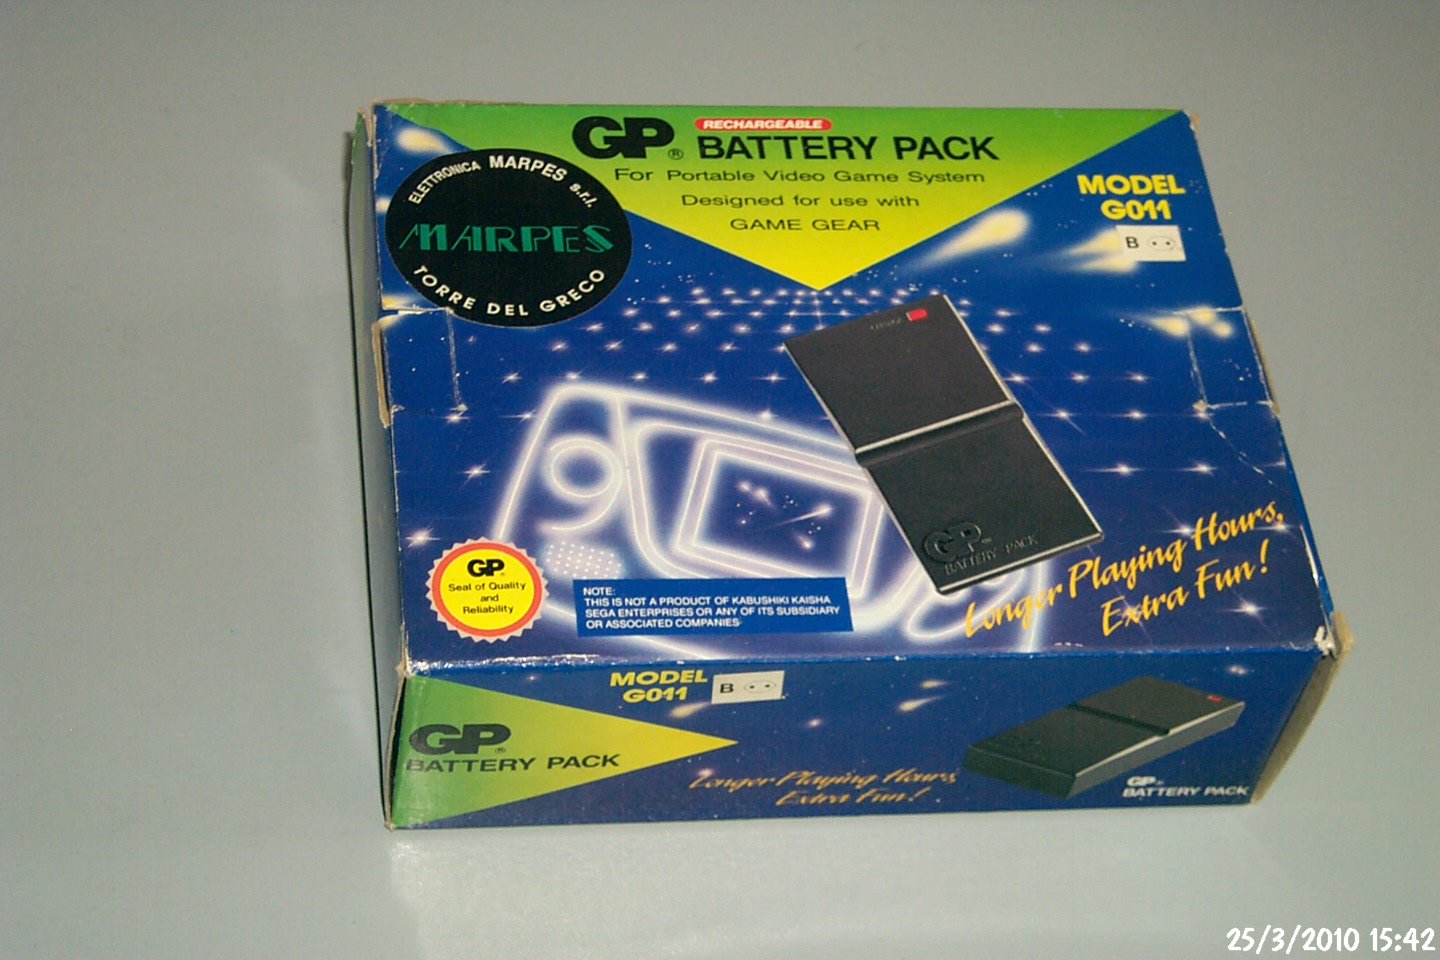 GP® RECHARGEABLE
BATTERY PACK
For Portable Video Game System
Designed for use with
GAME GEAR
MODEL
G011
B
ELETTRONICA MARPES s.r.l.
MARPES
TORRE DEL GRECO
CHARGE
GP
BATTERY PACK
Longer Playing Hours,
Extra Fun!
GP
Seal of Quality
and
Reliability
NOTE:
THIS IS NOT A PRODUCT OF KABUSHIKI KAISHA
SEGA ENTERPRISES OR ANY OF ITS SUBSIDIARY
OR ASSOCIATED COMPANIES·
MODEL
G011
B
GP®
BATTERY PACK
Longer Playing Hours,
Extra Fun!
GP®
BATTERY PACK
25/3/2010 15:42